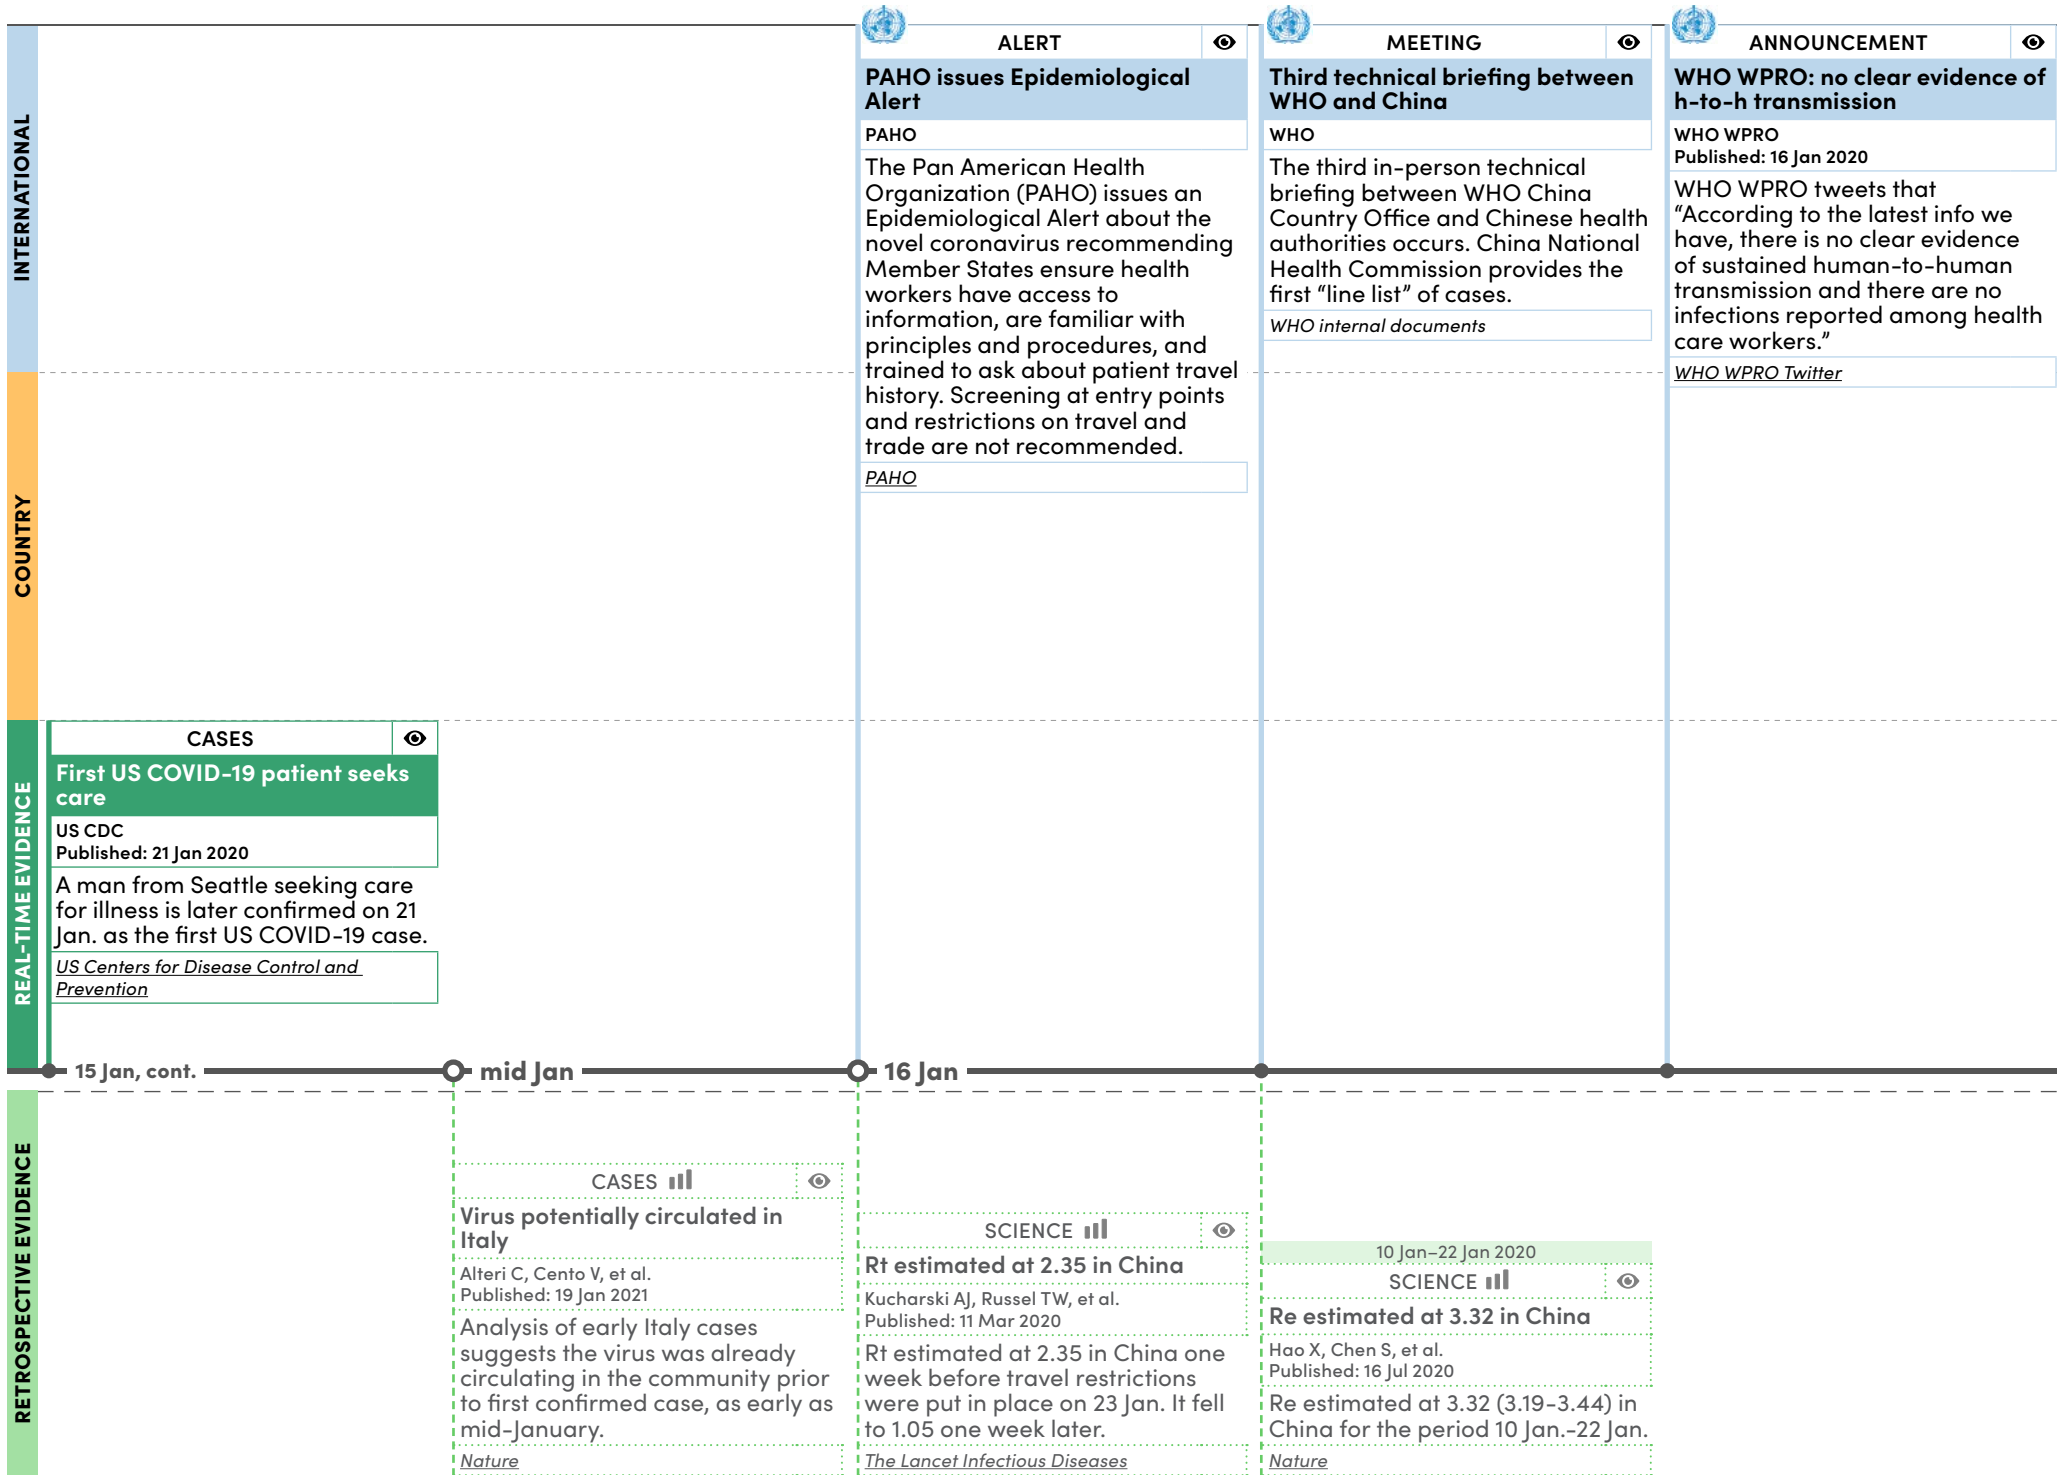 INTERNATIONAL
ALERT
PAHO issues Epidemiological
Alert
PAHO
The Pan American Health
Organization (PAHO) issues an
Epidemiological Alert about the
novel coronavirus recommending
Member States ensure health
workers have access to
information, are familiar with
principles and procedures, and
trained to ask about patient travel
history. Screening at entry points
and restrictions on travel and
trade are not recommended.
PAHO
MEETING
Third technical briefing between
WHO and China
WHO
The third in-person technical
briefing between WHO China
Country Office and Chinese health
authorities occurs. China National
Health Commission provides the
first “line list” of cases.
WHO internal documents
ANNOUNCEMENT
WHO WPRO: no clear evidence of
h-to-h transmission
WHO WPRO
Published: 16 Jan 2020
WHO WPRO tweets that
“According to the latest info we
have, there is no clear evidence
of sustained human-to-human
transmission and there are no
infections reported among health
care workers.”
WHO WPRO Twitter
COUNTRY
REAL-TIME EVIDENCE
CASES
First US COVID-19 patient seeks
care
US CDC
Published: 21 Jan 2020
A man from Seattle seeking care
for illness is later confirmed on 21
Jan. as the first US COVID-19 case.
US Centers for Disease Control and
Prevention
15 Jan, cont.
mid Jan
16 Jan
RETROSPECTIVE EVIDENCE
CASES
Virus potentially circulated in
Italy
Alteri C, Cento V, et al.
Published: 19 Jan 2021
Analysis of early Italy cases
suggests the virus was already
circulating in the community prior
to first confirmed case, as early as
mid-January.
Nature
SCIENCE
Rt estimated at 2.35 in China
Kucharski AJ, Russel TW, et al.
Published: 11 Mar 2020
Rt estimated at 2.35 in China one
week before travel restrictions
were put in place on 23 Jan. It fell
to 1.05 one week later.
The Lancet Infectious Diseases
10 Jan–22 Jan 2020
SCIENCE
Re estimated at 3.32 in China
Hao X, Chen S, et al.
Published: 16 Jul 2020
Re estimated at 3.32 (3.19-3.44) in
China for the period 10 Jan.-22 Jan.
Nature